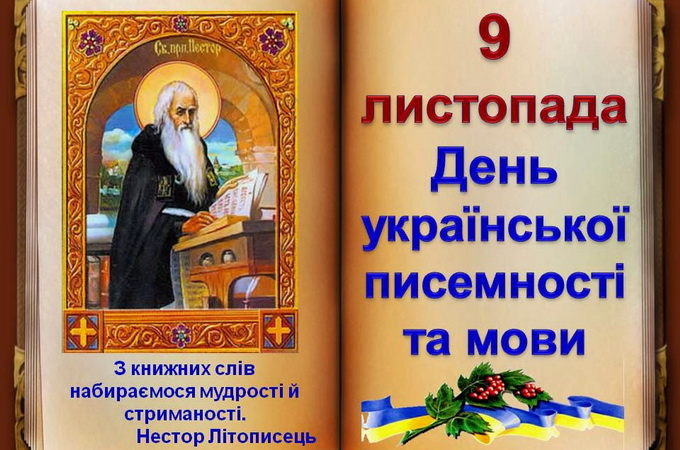 Св. прп. Нестор
З книжних слів
набираємося мудрості й
стриманості.
Нестор Літописець
9
листопада
День
української
писемності
та мови